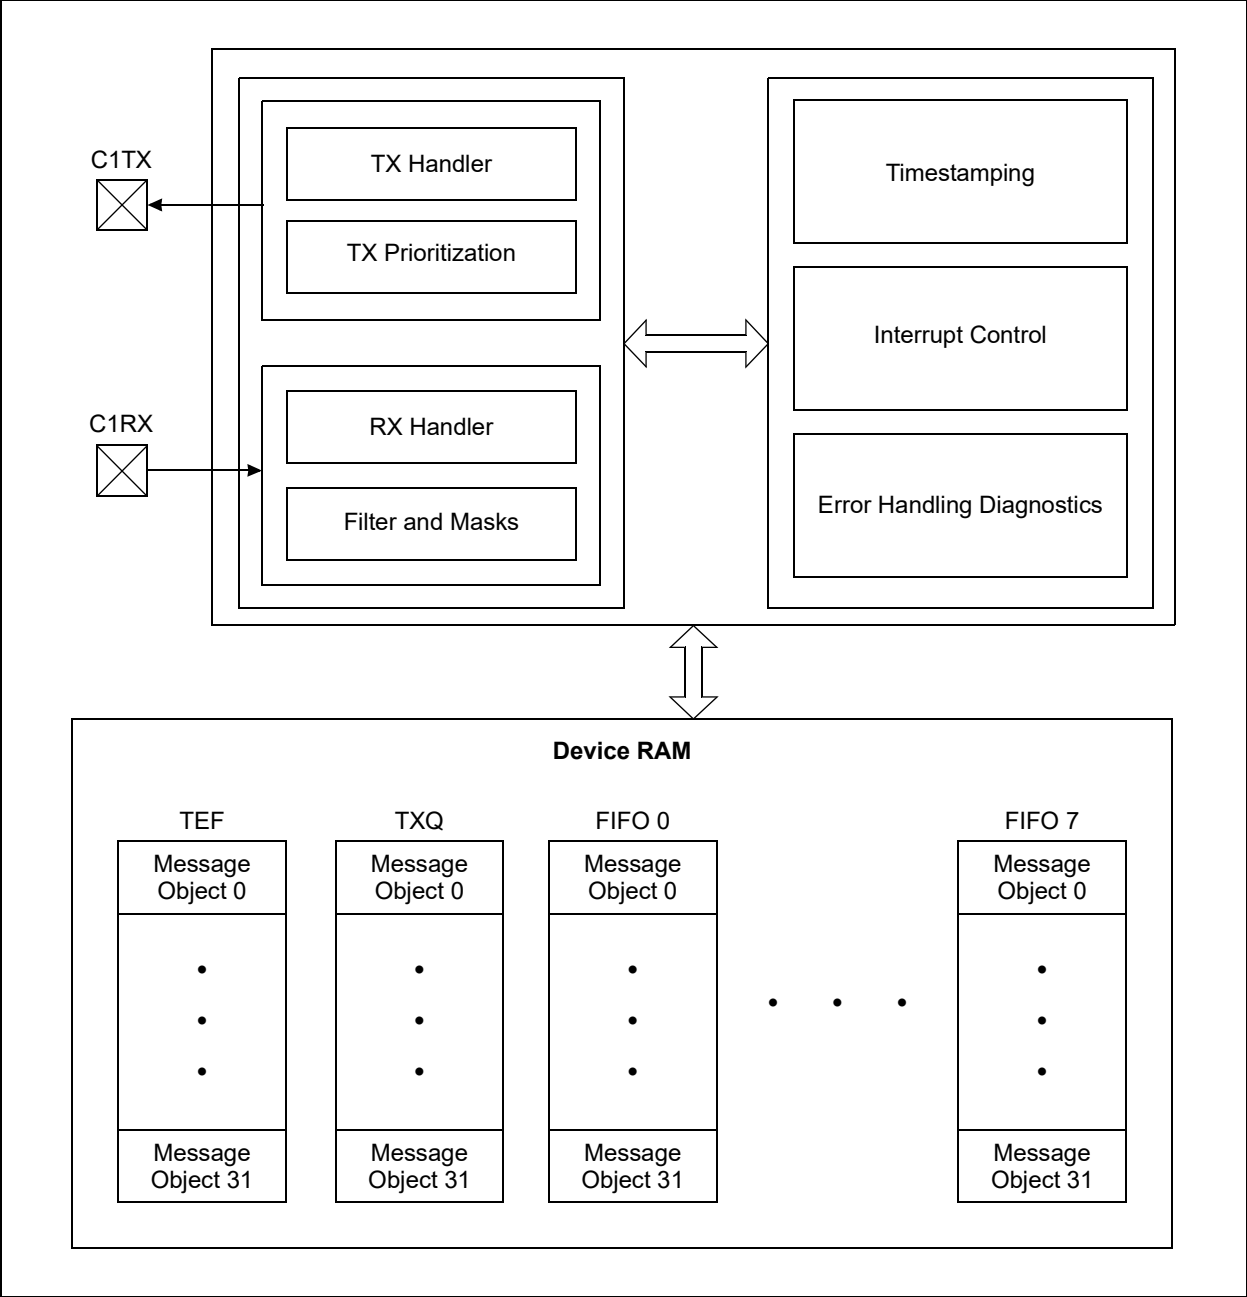 C1TX
TX Handler
TX Prioritization
C1RX
RX Handler
Filter and Masks
Timestamping
Interrupt Control
Error Handling Diagnostics
Device RAM
TEF
Message
Object 0
Message
Object 31
TXQ
Message
Object 0
Message
Object 31
FIFO 0
Message
Object 0
Message
Object 31
FIFO 7
Message
Object 0
Message
Object 31